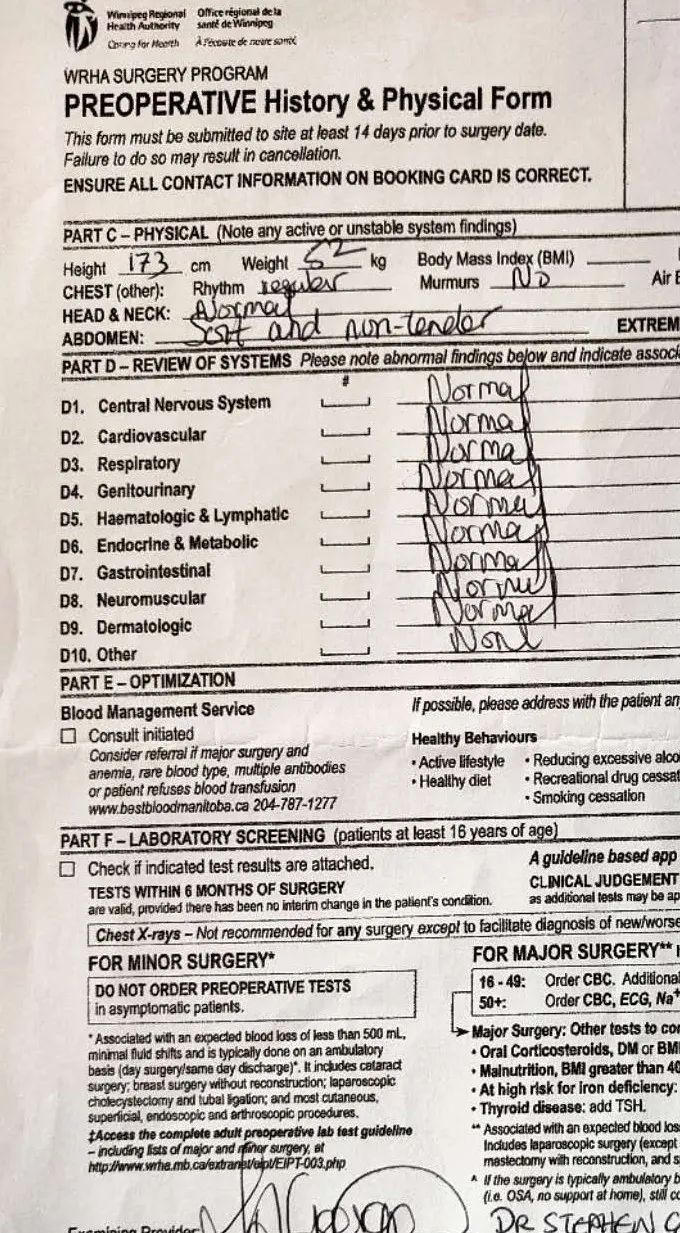 Winnipeg Regional Office régional de la
Health Authority santé de Winnipeg
Caring for Health À l'écoute de notre santé
WRHA SURGERY PROGRAM
PREOPERATIVE History & Physical Form
This form must be submitted to site at least 14 days prior to surgery date.
Failure to do so may result in cancellation.
ENSURE ALL CONTACT INFORMATION ON BOOKING CARD IS CORRECT.
PART C – PHYSICAL (Note any active or unstable system findings)
Height 173 cm Weight 52 kg Body Mass Index (BMI)
CHEST (other): Rhythm regular Murmurs NO Air E
HEAD & NECK: Normal
ABDOMEN: Soft and non-tender EXTREM
PART D – REVIEW OF SYSTEMS Please note abnormal findings below and indicate associ
#
D1. Central Nervous System Normal
D2. Cardiovascular Normal
D3. Respiratory Normal
D4. Genitourinary Normal
D5. Haematologic & Lymphatic Normal
D6. Endocrine & Metabolic Normal
D7. Gastrointestinal Normal
D8. Neuromuscular Normal
D9. Dermatologic Normal
D10. Other None
PART E – OPTIMIZATION
Blood Management Service If possible, please address with the patient an
☐ Consult initiated Healthy Behaviours
Consider referral if major surgery and • Active lifestyle • Reducing excessive alco
anemia, rare blood type, multiple antibodies • Healthy diet • Recreational drug cessat
or patient refuses blood transfusion • Smoking cessation
www.bestbloodmanitoba.ca 204-787-1277
PART F – LABORATORY SCREENING (patients at least 16 years of age)
☐ Check if indicated test results are attached. A guideline based app
TESTS WITHIN 6 MONTHS OF SURGERY CLINICAL JUDGEMENT
are valid, provided there has been no interim change in the patient's condition. as additional tests may be ap
Chest X-rays – Not recommended for any surgery except to facilitate diagnosis of new/worse
FOR MINOR SURGERY*
DO NOT ORDER PREOPERATIVE TESTS
in asymptomatic patients.
*Associated with an expected blood loss of less than 500 mL,
minimal fluid shifts and is typically done on an ambulatory
basis (day surgery/same day discharge)*. It includes cataract
surgery; breast surgery without reconstruction; laparoscopic
cholecystectomy and tubal ligation; and most cutaneous,
superficial, endoscopic and arthroscopic procedures.
‡Access the complete adult preoperative lab test guideline
– including lists of major and minor surgery, at
http://www.wrha.mb.ca/extranet/eipt/EIPT-003.php
FOR MAJOR SURGERY**
16 - 49: Order CBC. Additional
50+: Order CBC, ECG, Na+
Major Surgery: Other tests to con
• Oral Corticosteroids, DM or BM
• Malnutrition, BMI greater than 40
• At high risk for iron deficiency:
• Thyroid disease: add TSH.
** Associated with an expected blood los
Includes laparoscopic surgery (except
mastectomy with reconstruction, and s
^ If the surgery is typically ambulatory b
(i.e. OSA, no support at home), still co
Examining Provider DR STEPHEN